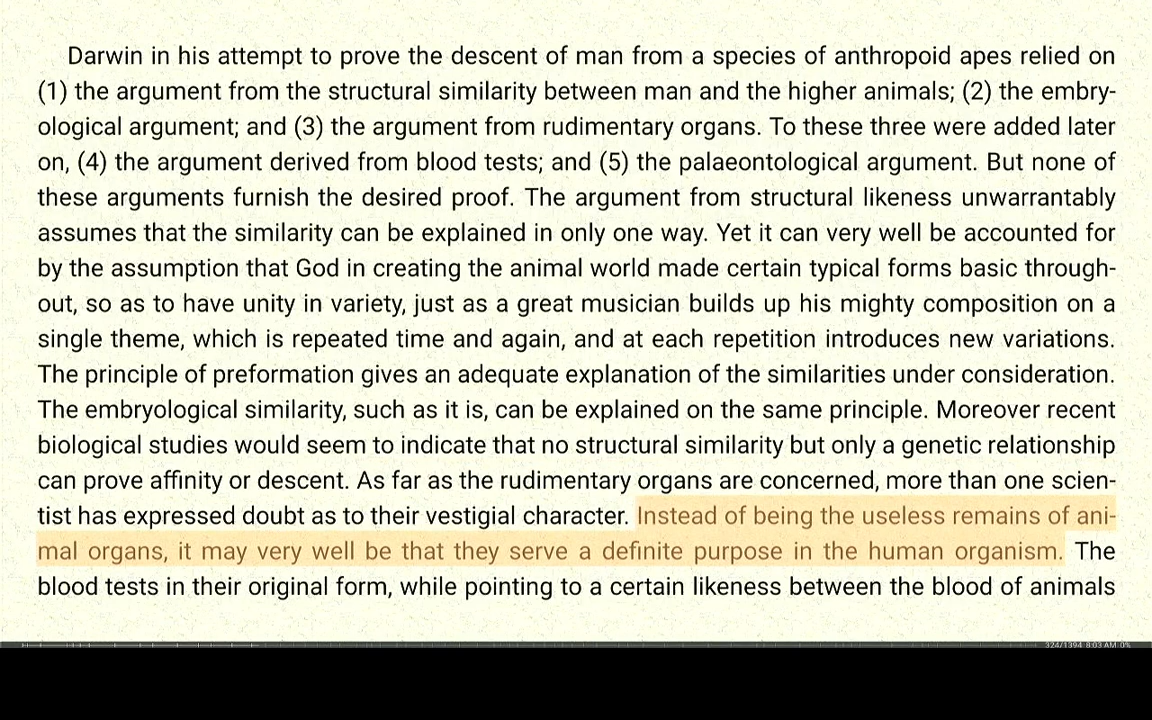 Darwin in his attempt to prove the descent of man from a species of anthropoid apes relied on
(1) the argument from the structural similarity between man and the higher animals; (2) the embry-
ological argument; and (3) the argument from rudimentary organs. To these three were added later
on, (4) the argument derived from blood tests; and (5) the palaeontological argument. But none of
these arguments furnish the desired proof. The argument from structural likeness unwarrantably
assumes that the similarity can be explained in only one way. Yet it can very well be accounted for
by the assumption that God in creating the animal world made certain typical forms basic through-
out, so as to have unity in variety, just as a great musician builds up his mighty composition on a
single theme, which is repeated time and again, and at each repetition introduces new variations.
The principle of preformation gives an adequate explanation of the similarities under consideration.
The embryological similarity, such as it is, can be explained on the same principle. Moreover recent
biological studies would seem to indicate that no structural similarity but only a genetic relationship
can prove affinity or descent. As far as the rudimentary organs are concerned, more than one scien-
tist has expressed doubt as to their vestigial character. Instead of being the useless remains of ani-
mal organs, it may very well be that they serve a definite purpose in the human organism. The
blood tests in their original form, while pointing to a certain likeness between the blood of animals
324/1394 8:03 AM 0%